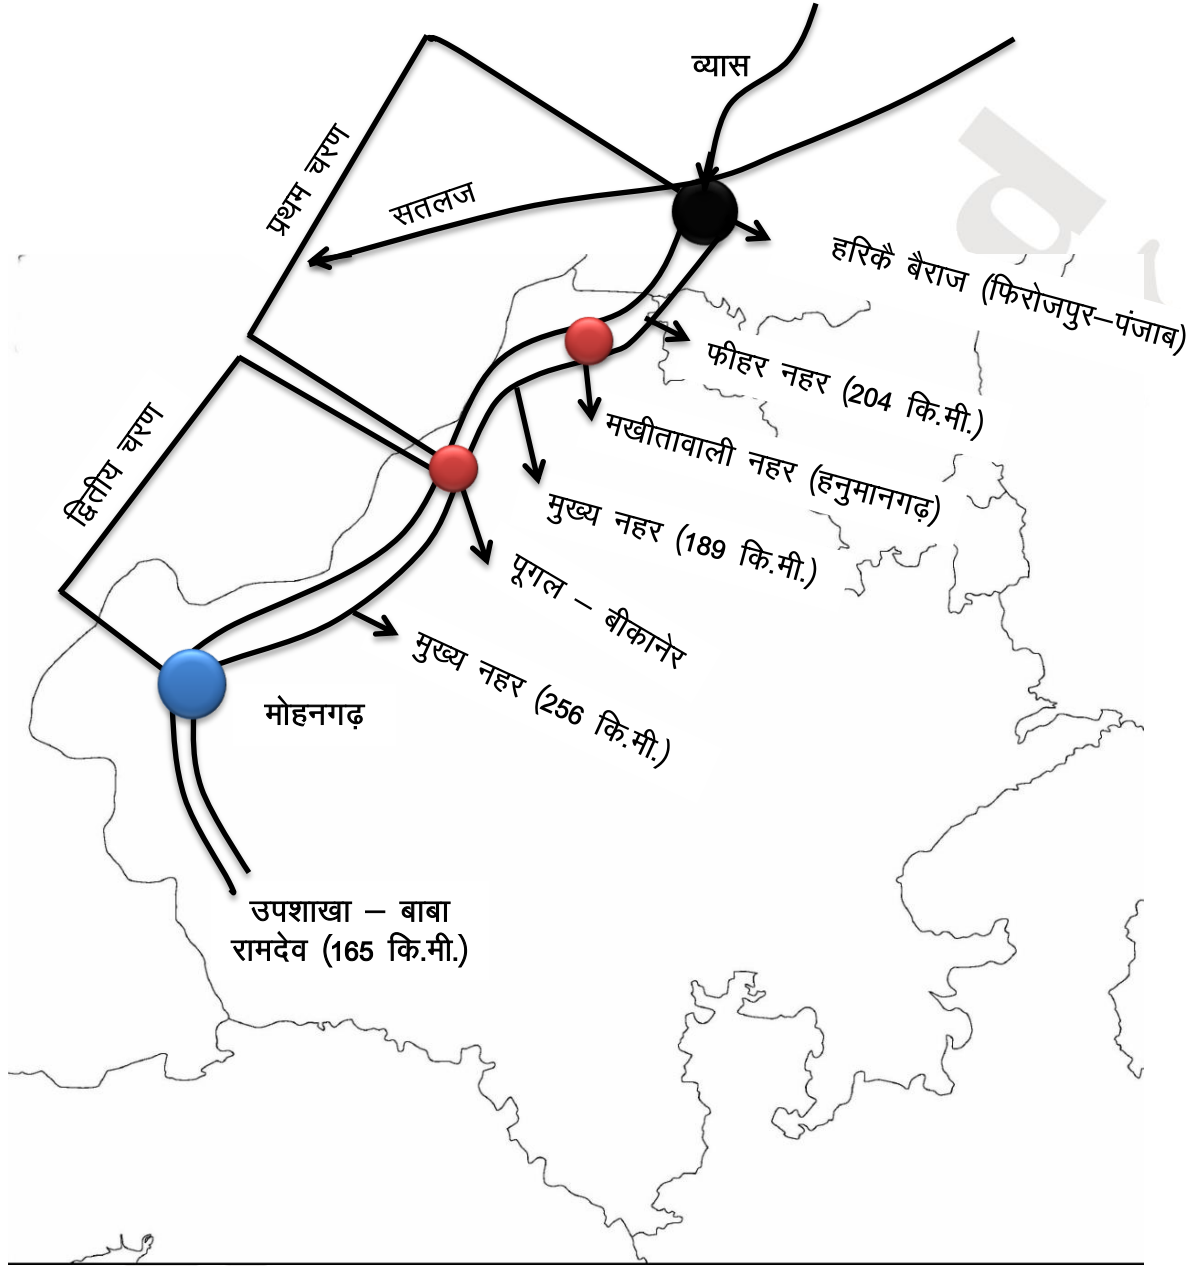 व्यास
प्रथम चरण
सतलज
हरिकै बैराज (फिरोजपुर–पंजाब)
फीहर नहर (204 कि.मी.)
मखीतावाली नहर (हनुमानगढ़)
द्वितीय चरण
मुख्य नहर (189 कि.मी.)
पूगल – बीकानेर
मुख्य नहर (256 कि.मी.)
मोहनगढ़
उपशाखा – बाबा
रामदेव (165 कि.मी.)